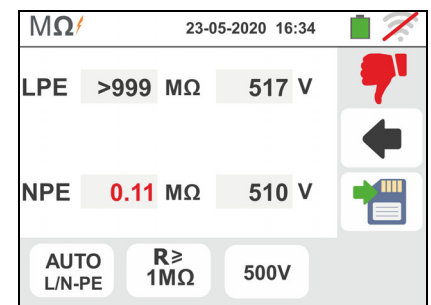 MΩ 23-05-2020 16:34
LPE >999 MΩ 517 V
NPE 0.11 MΩ 510 V
AUTO
L/N-PE
R≥
1MΩ
500V